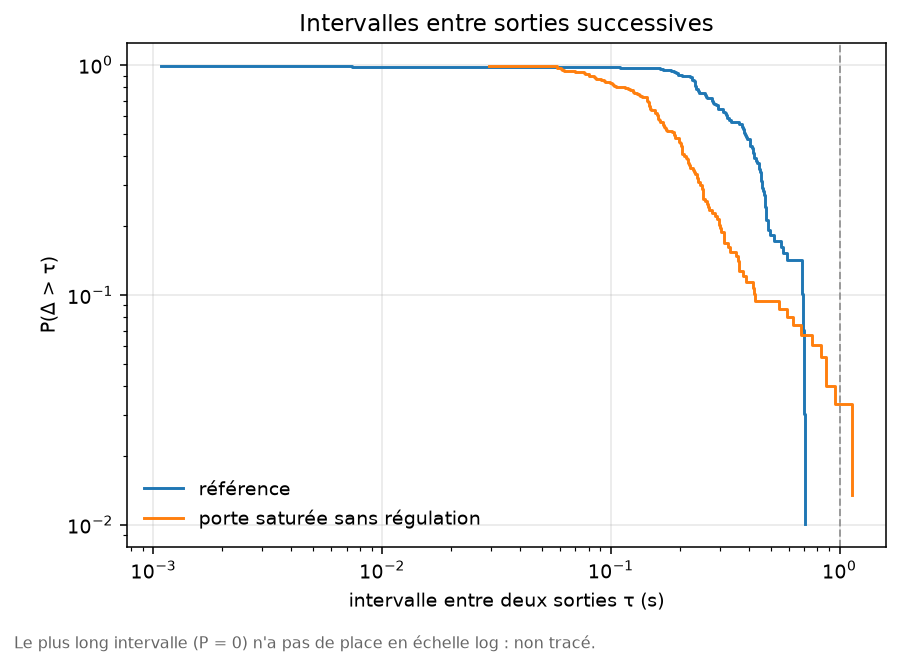 Intervalles entre sorties successives
P(Δ > τ)
10⁰
10⁻¹
10⁻²
référence
porte saturée sans régulation
10⁻³ 10⁻² 10⁻¹ 10⁰
intervalle entre deux sorties τ (s)
Le plus long intervalle (P = 0) n'a pas de place en échelle log : non tracé.